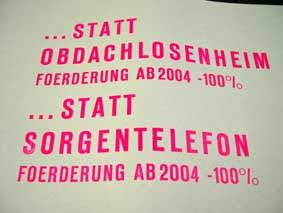 ...STATT
OBDACHLOSENHEIM
FOERDERUNG AB 2004 -100%
...STATT
SORGENTELEFON
FOERDERUNG AB 2004 -100%